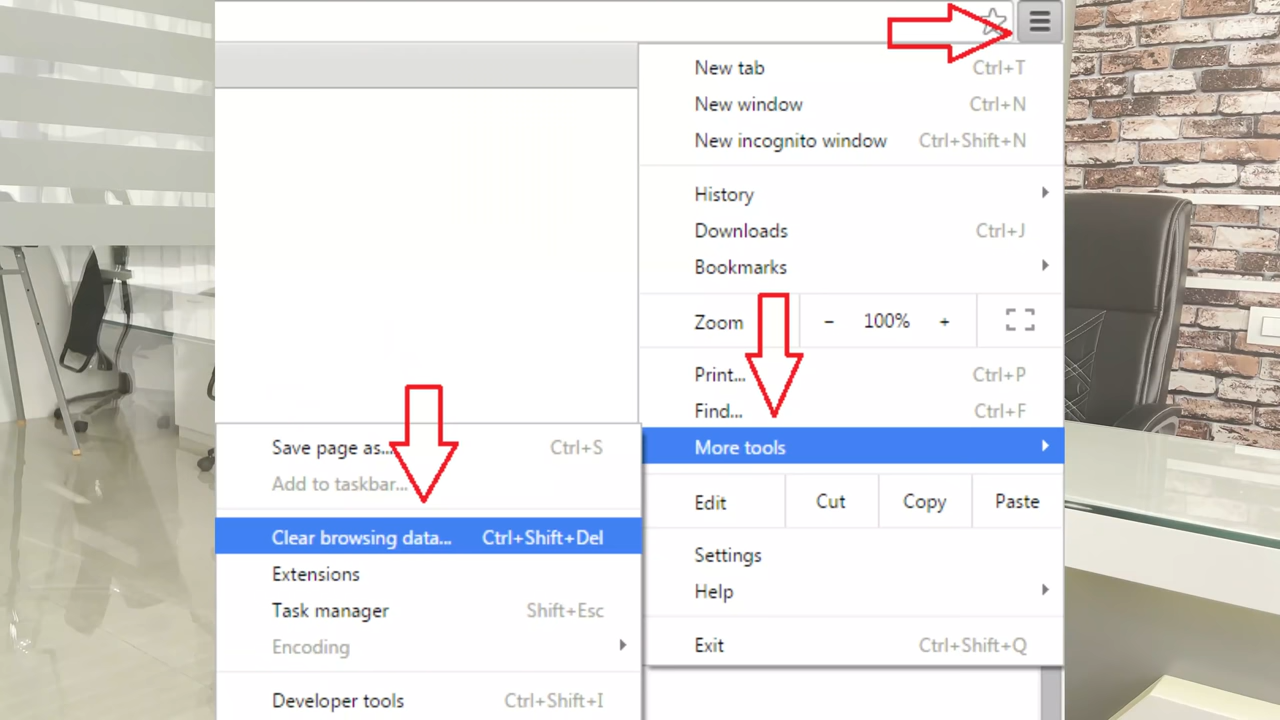 New tab Ctrl+T
New window Ctrl+N
New incognito window Ctrl+Shift+N
History
Downloads Ctrl+J
Bookmarks
Zoom − 100% +
Print... Ctrl+P
Find... Ctrl+F
More tools
Edit Cut Copy Paste
Settings
Help
Exit Ctrl+Shift+Q
Save page as... Ctrl+S
Add to taskbar...
Clear browsing data... Ctrl+Shift+Del
Extensions
Task manager Shift+Esc
Encoding
Developer tools Ctrl+Shift+I